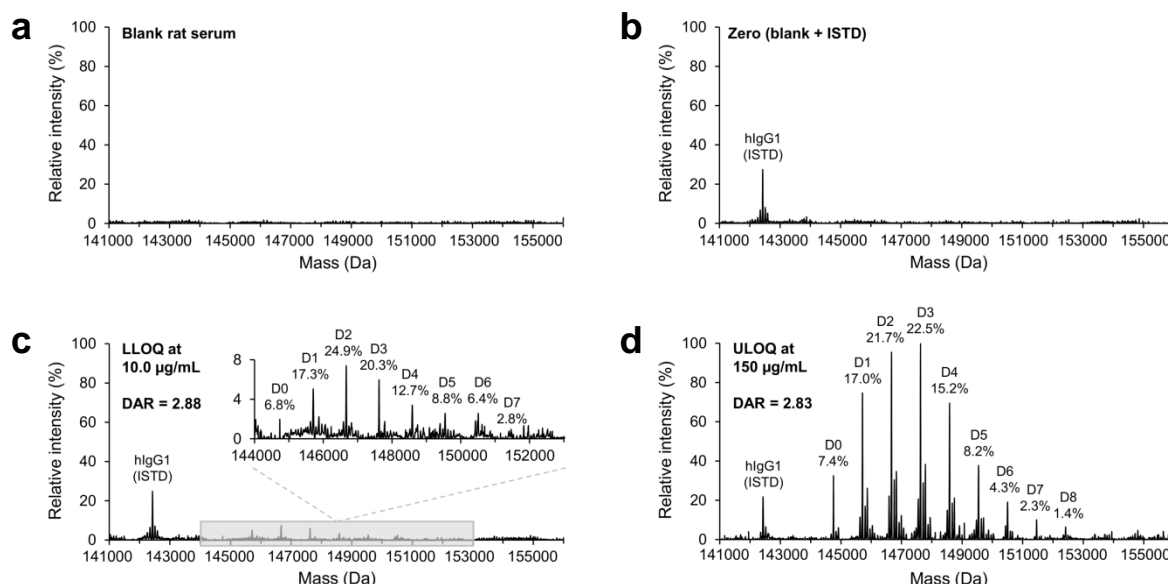 a
Blank rat serum
Relative intensity (%)
100
80
60
40
20
0
141000 143000 145000 147000 149000 151000 153000 155000
Mass (Da)
b
Zero (blank + ISTD)
Relative intensity (%)
100
80
60
40
20
0
hIgG1
(ISTD)
141000 143000 145000 147000 149000 151000 153000 155000
Mass (Da)
c
LLOQ at
10.0 µg/mL
DAR = 2.88
Relative intensity (%)
100
80
60
40
20
0
hIgG1
(ISTD)
8
4
0
D0
6.8%
D1
17.3%
D2
24.9%
D3
20.3%
D4
12.7%
D5
8.8%
D6
6.4%
D7
2.8%
144000 146000 148000 150000 152000
141000 143000 145000 147000 149000 151000 153000 155000
Mass (Da)
d
ULOQ at
150 µg/mL
DAR = 2.83
Relative intensity (%)
100
80
60
40
20
0
hIgG1
(ISTD)
D0
7.4%
D1
17.0%
D2
21.7%
D3
22.5%
D4
15.2%
D5
8.2%
D6
4.3%
D7
2.3%
D8
1.4%
141000 143000 145000 147000 149000 151000 153000 155000
Mass (Da)